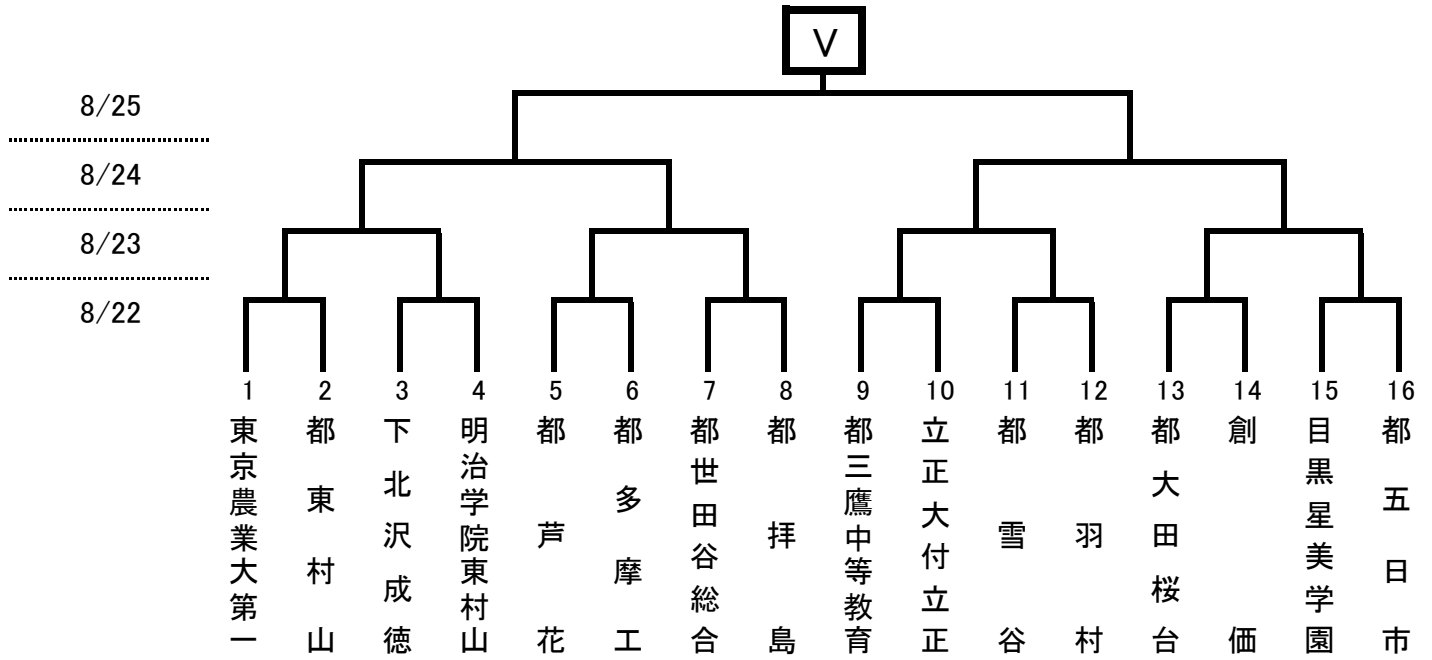 V
8/25
8/24
8/23
8/22
1
2
3
4
5
6
7
8
9
10
11
12
13
14
15
16
東京農業大第一
都東村山
下北沢成徳
明治学院東村山
都芦花
都多摩工
都世田谷総合
都拝島
都三鷹中等教育
立正大付立正
都雪谷
都羽村
都大田桜台
創価
目黒星美学園
都五日市